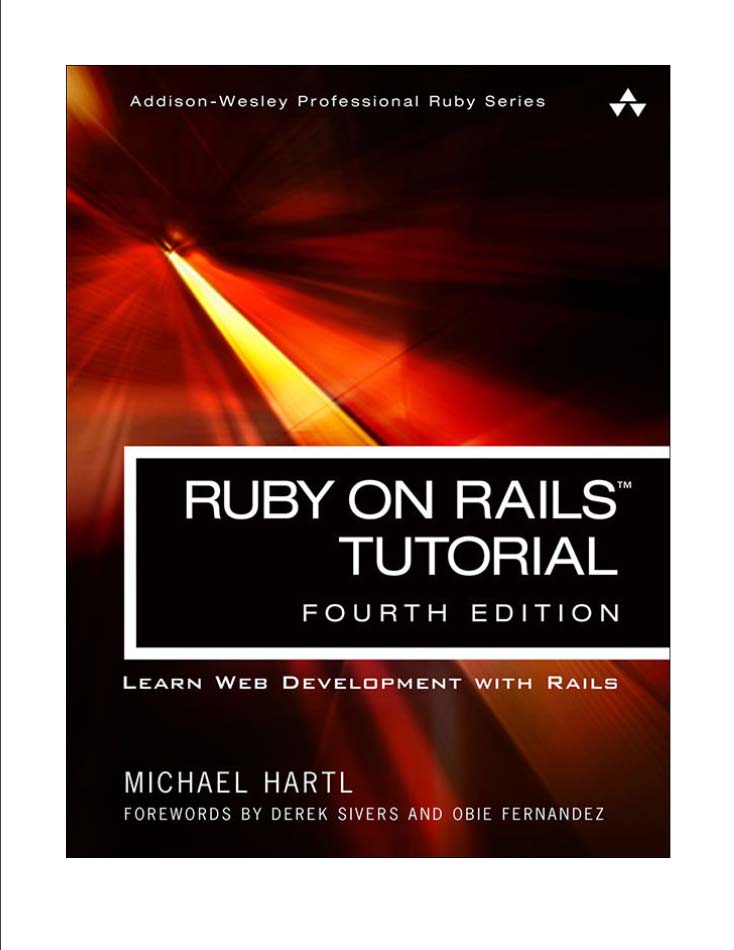 Addison-Wesley Professional Ruby Series
RUBY ON RAILS™
TUTORIAL
FOURTH EDITION
LEARN WEB DEVELOPMENT WITH RAILS
MICHAEL HARTL
FOREWORDS BY DEREK SIVERS AND OBIE FERNANDEZ